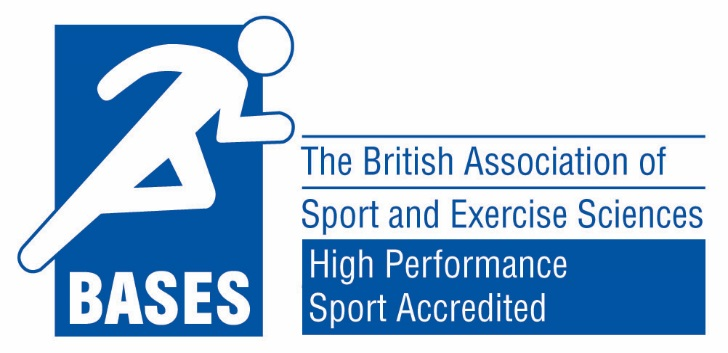 BASES
The British Association of
Sport and Exercise Sciences
High Performance
Sport Accredited